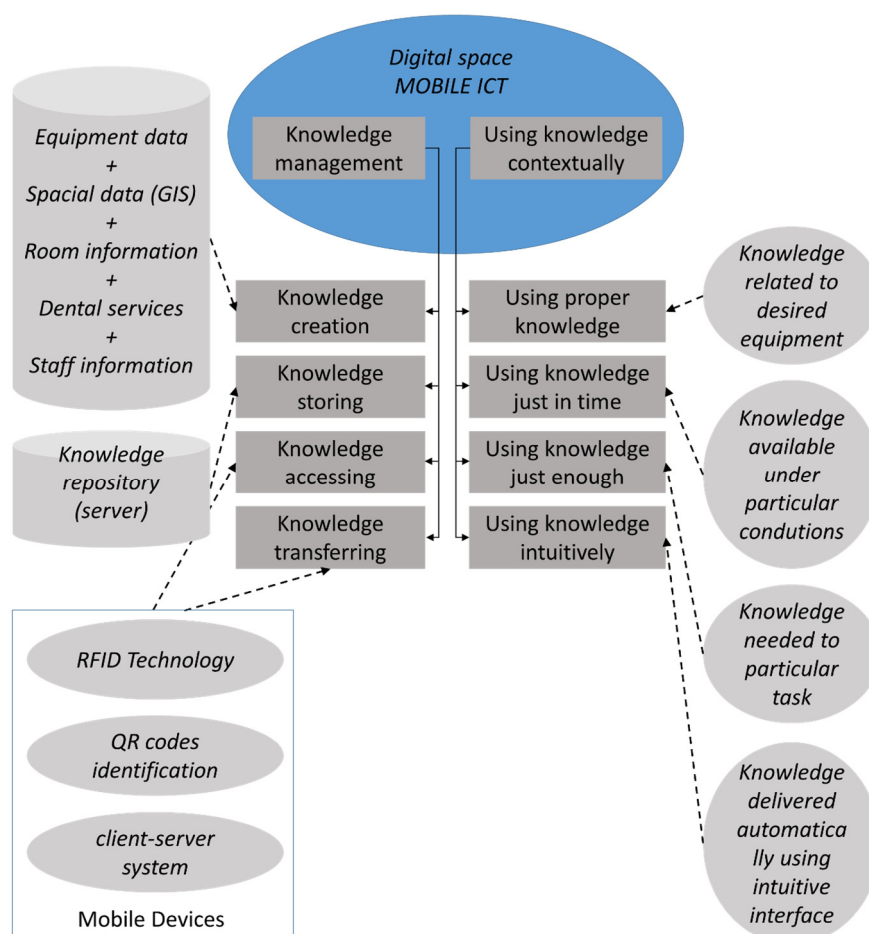 Digital space
MOBILE ICT
Knowledge
management
Using knowledge
contextually
Equipment data
+
Spacial data (GIS)
+
Room information
+
Dental services
+
Staff information
Knowledge
repository
(server)
Knowledge
creation
Knowledge
storing
Knowledge
accessing
Knowledge
transferring
Using proper
knowledge
Using knowledge
just in time
Using knowledge
just enough
Using knowledge
intuitively
Knowledge
related to
desired
equipment
Knowledge
available
under
particular
condutions
Knowledge
needed to
particular
task
Knowledge
delivered
automatica
lly using
intuitive
interface
RFID Technology
QR codes
identification
client-server
system
Mobile Devices